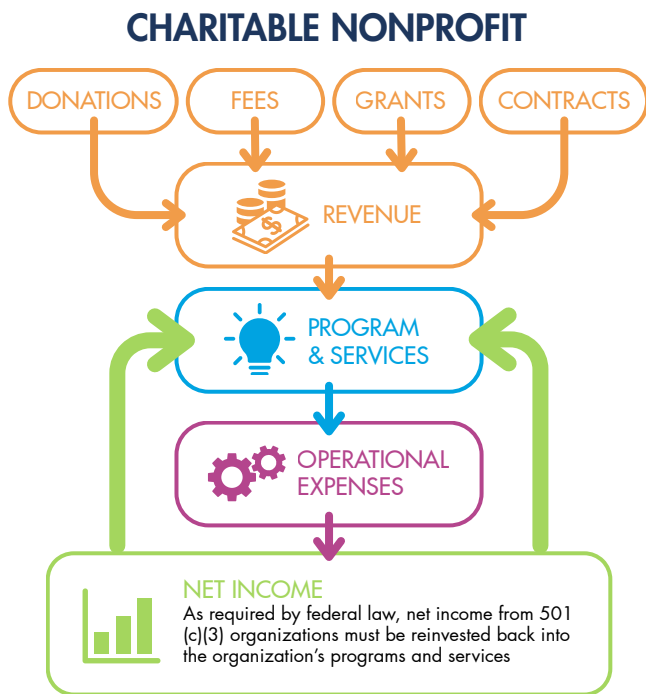 CHARITABLE NONPROFIT
DONATIONS
FEES
GRANTS
CONTRACTS
$
REVENUE
PROGRAM
& SERVICES
OPERATIONAL
EXPENSES
NET INCOME
As required by federal law, net income from 501
(c)(3) organizations must be reinvested back into
the organization’s programs and services